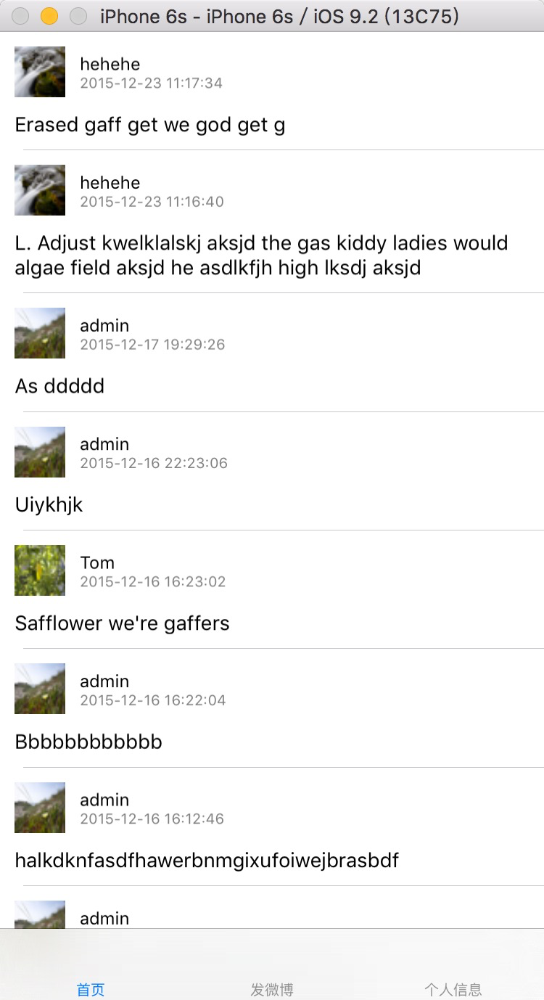 iPhone 6s - iPhone 6s / iOS 9.2 (13C75)
hehehe
2015-12-23 11:17:34
Erased gaff get we god get g
hehehe
2015-12-23 11:16:40
L. Adjust kwelklalskj aksjd the gas kiddy ladies would
algae field aksjd he asdlkfjh high lksdj aksjd
admin
2015-12-17 19:29:26
As ddddd
admin
2015-12-16 22:23:06
Uiykhjk
Tom
2015-12-16 16:23:02
Safflower we're gaffers
admin
2015-12-16 16:22:04
Bbbbbbbbbbbb
admin
2015-12-16 16:12:46
halkdknfasdfhawerbnmgixufoiwejbrasbdf
admin
首页 发微博 个人信息